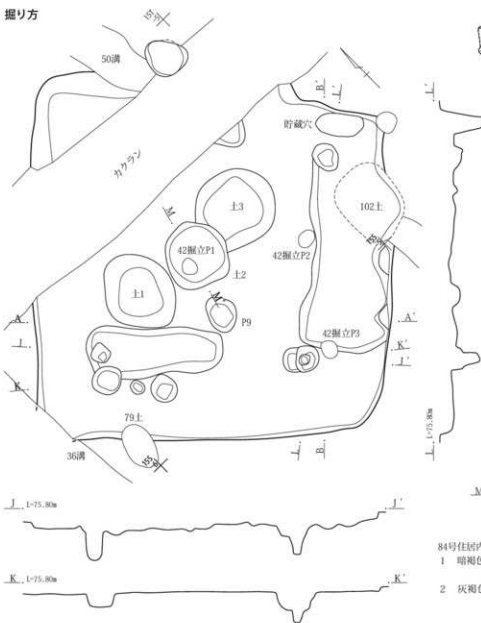 掘り方
50溝
カクラン
貯蔵穴
土3
102土
M
42掘立P1
42掘立P2
土2
土1
M'
P9
42掘立P3
A
J
K
A'
K'
J'
B'
L'
L'
79土
36溝
L
B
L L=75.80m
J L=75.80m
J'
K L=75.80m
K'
M
84号住居内
1 暗褐色
2 灰褐色